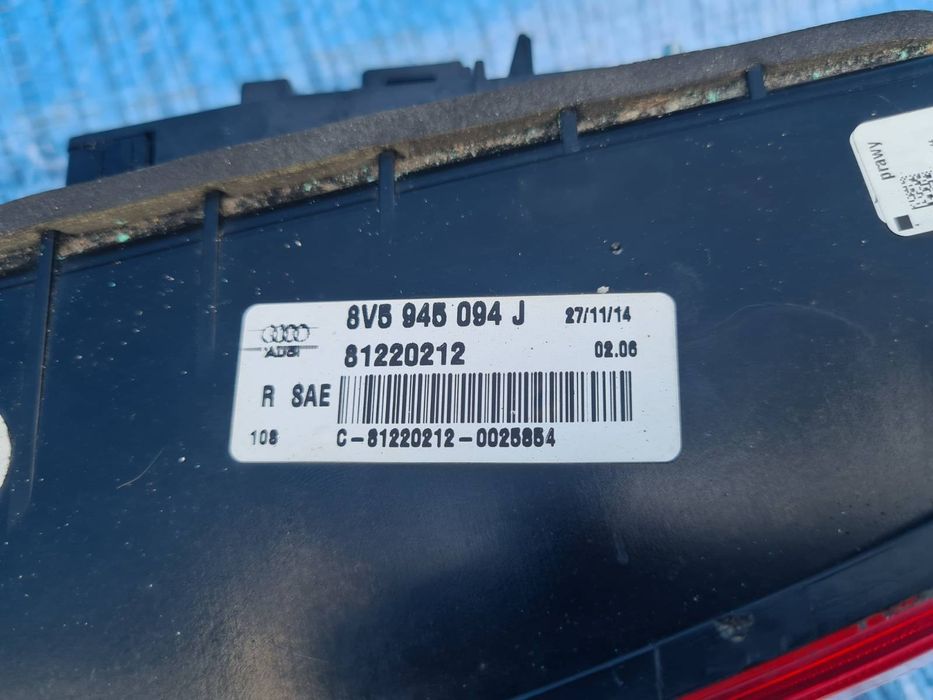 8V5 945 094 J 27/11/14
AUDI
81220212 02.06
R SAE
108 C-81220212-0025854
prawy